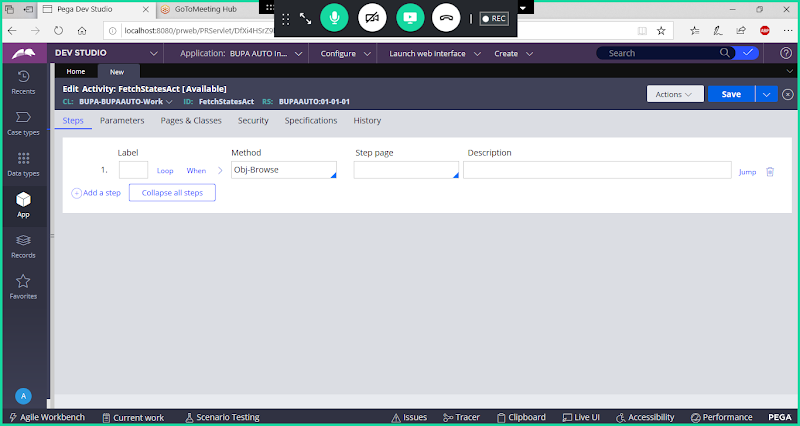 Pega Dev Studio
GoToMeeting Hub
REC
localhost:8080/prweb/PRServlet/
DEV STUDIO
Application: BUPA AUTO In...
Configure
Launch web interface
Create
Search
Home
New
Edit Activity: FetchStatesAct [Available]
CL: BUPA-BUPAAUTO-Work ID: FetchStatesAct RS: BUPAAUTO:01-01-01
Actions
Save
Steps Parameters Pages & Classes Security Specifications History
Label Method Step page Description
1. Loop When Obj-Browse Jump
Add a step Collapse all steps
Recents
Case types
Data types
App
Records
Favorites
A
Agile Workbench Current work Scenario Testing Issues Tracer Clipboard Live UI Accessibility Performance PEGA